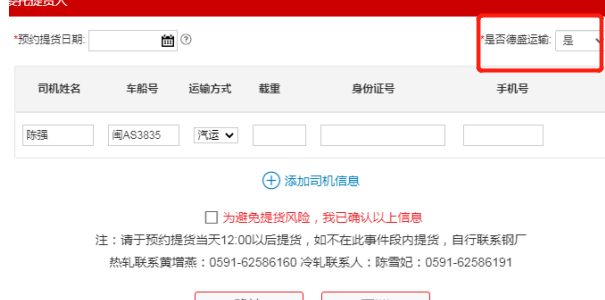 委托提货人
*预约提货日期: *是否德盛运输: 是
司机姓名 车船号 运输方式 载重 身份证号 手机号
陈强 闽AS3835 汽运
添加司机信息
为避免提货风险，我已确认以上信息
注：请于预约提货当天12:00以后提货，如不在此事件段内提货，自行联系钢厂
热轧联系黄增燕：0591-62586160 冷轧联系人：陈雪妃：0591-62586191